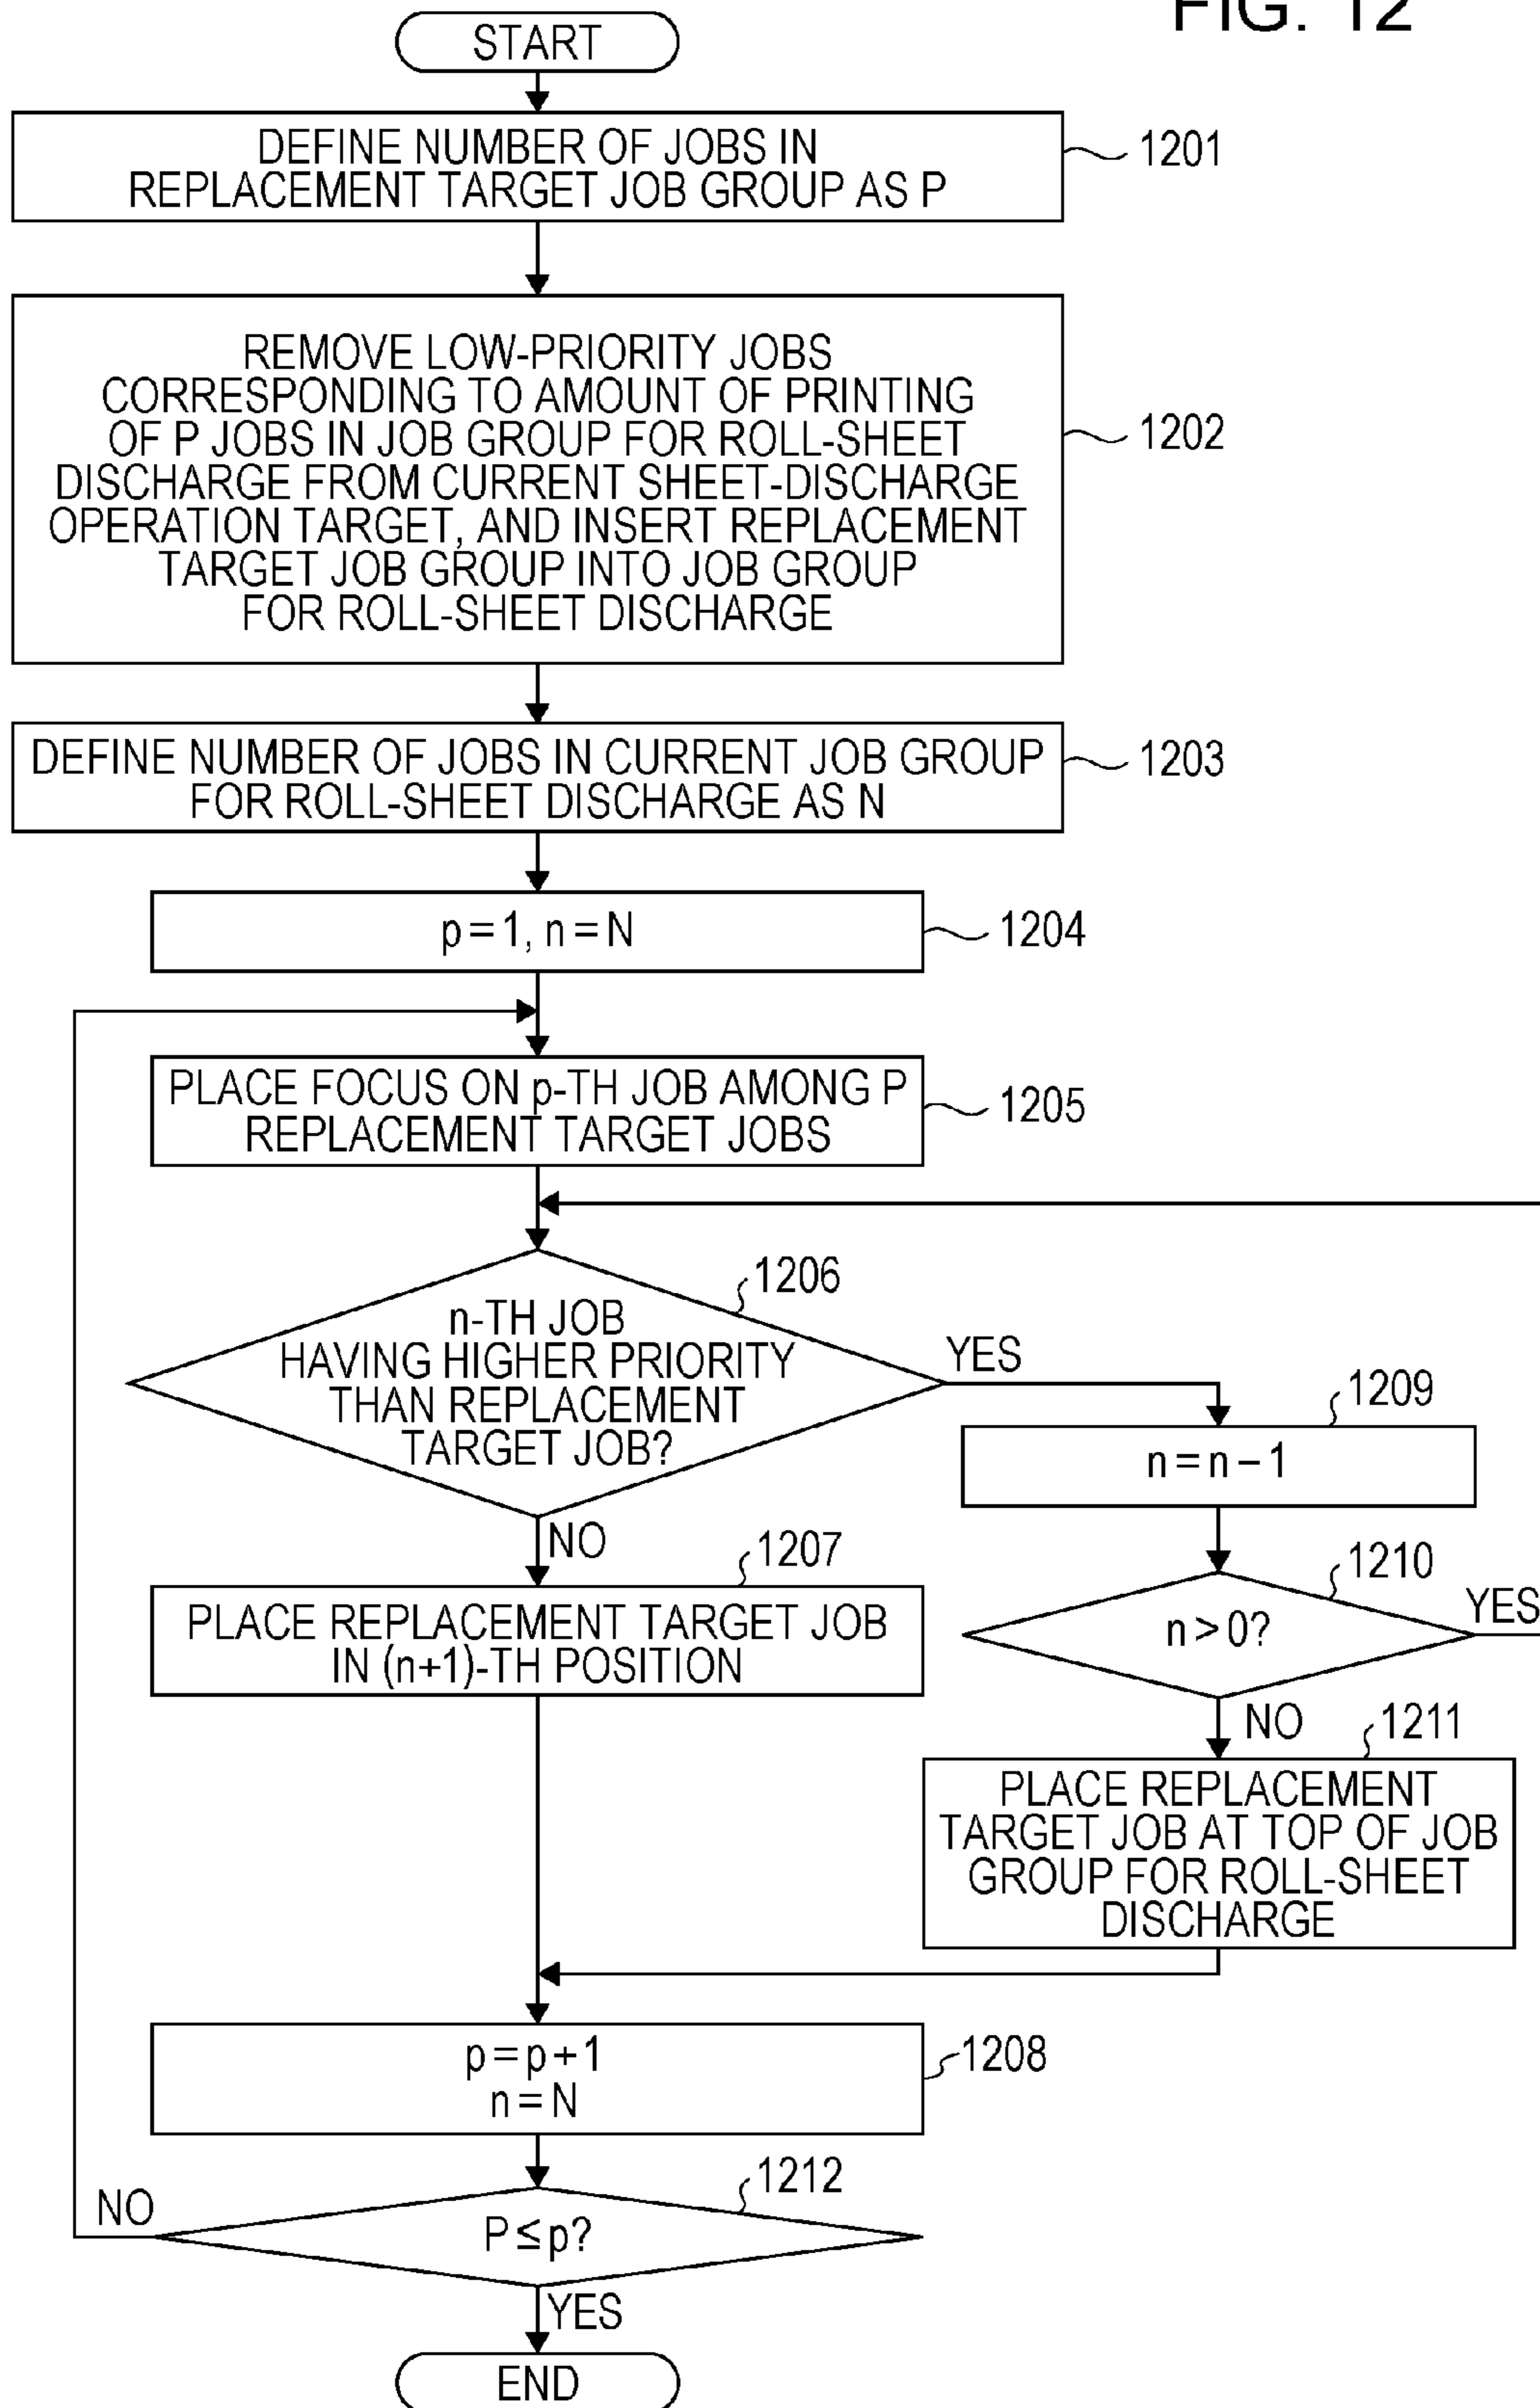 FIG. 12
START
DEFINE NUMBER OF JOBS IN
REPLACEMENT TARGET JOB GROUP AS P
1201
REMOVE LOW-PRIORITY JOBS
CORRESPONDING TO AMOUNT OF PRINTING
OF P JOBS IN JOB GROUP FOR ROLL-SHEET
DISCHARGE FROM CURRENT SHEET-DISCHARGE
OPERATION TARGET, AND INSERT REPLACEMENT
TARGET JOB GROUP INTO JOB GROUP
FOR ROLL-SHEET DISCHARGE
1202
DEFINE NUMBER OF JOBS IN CURRENT JOB GROUP
FOR ROLL-SHEET DISCHARGE AS N
1203
p = 1, n = N
1204
PLACE FOCUS ON p-TH JOB AMONG P
REPLACEMENT TARGET JOBS
1205
1206
n-TH JOB
HAVING HIGHER PRIORITY
THAN REPLACEMENT
TARGET JOB?
YES
NO
1209
n = n − 1
1207
PLACE REPLACEMENT TARGET JOB
IN (n+1)-TH POSITION
1210
n > 0?
YES
NO
1211
PLACE REPLACEMENT
TARGET JOB AT TOP OF JOB
GROUP FOR ROLL-SHEET
DISCHARGE
p = p + 1
n = N
1208
1212
P ≤ p?
NO
YES
END